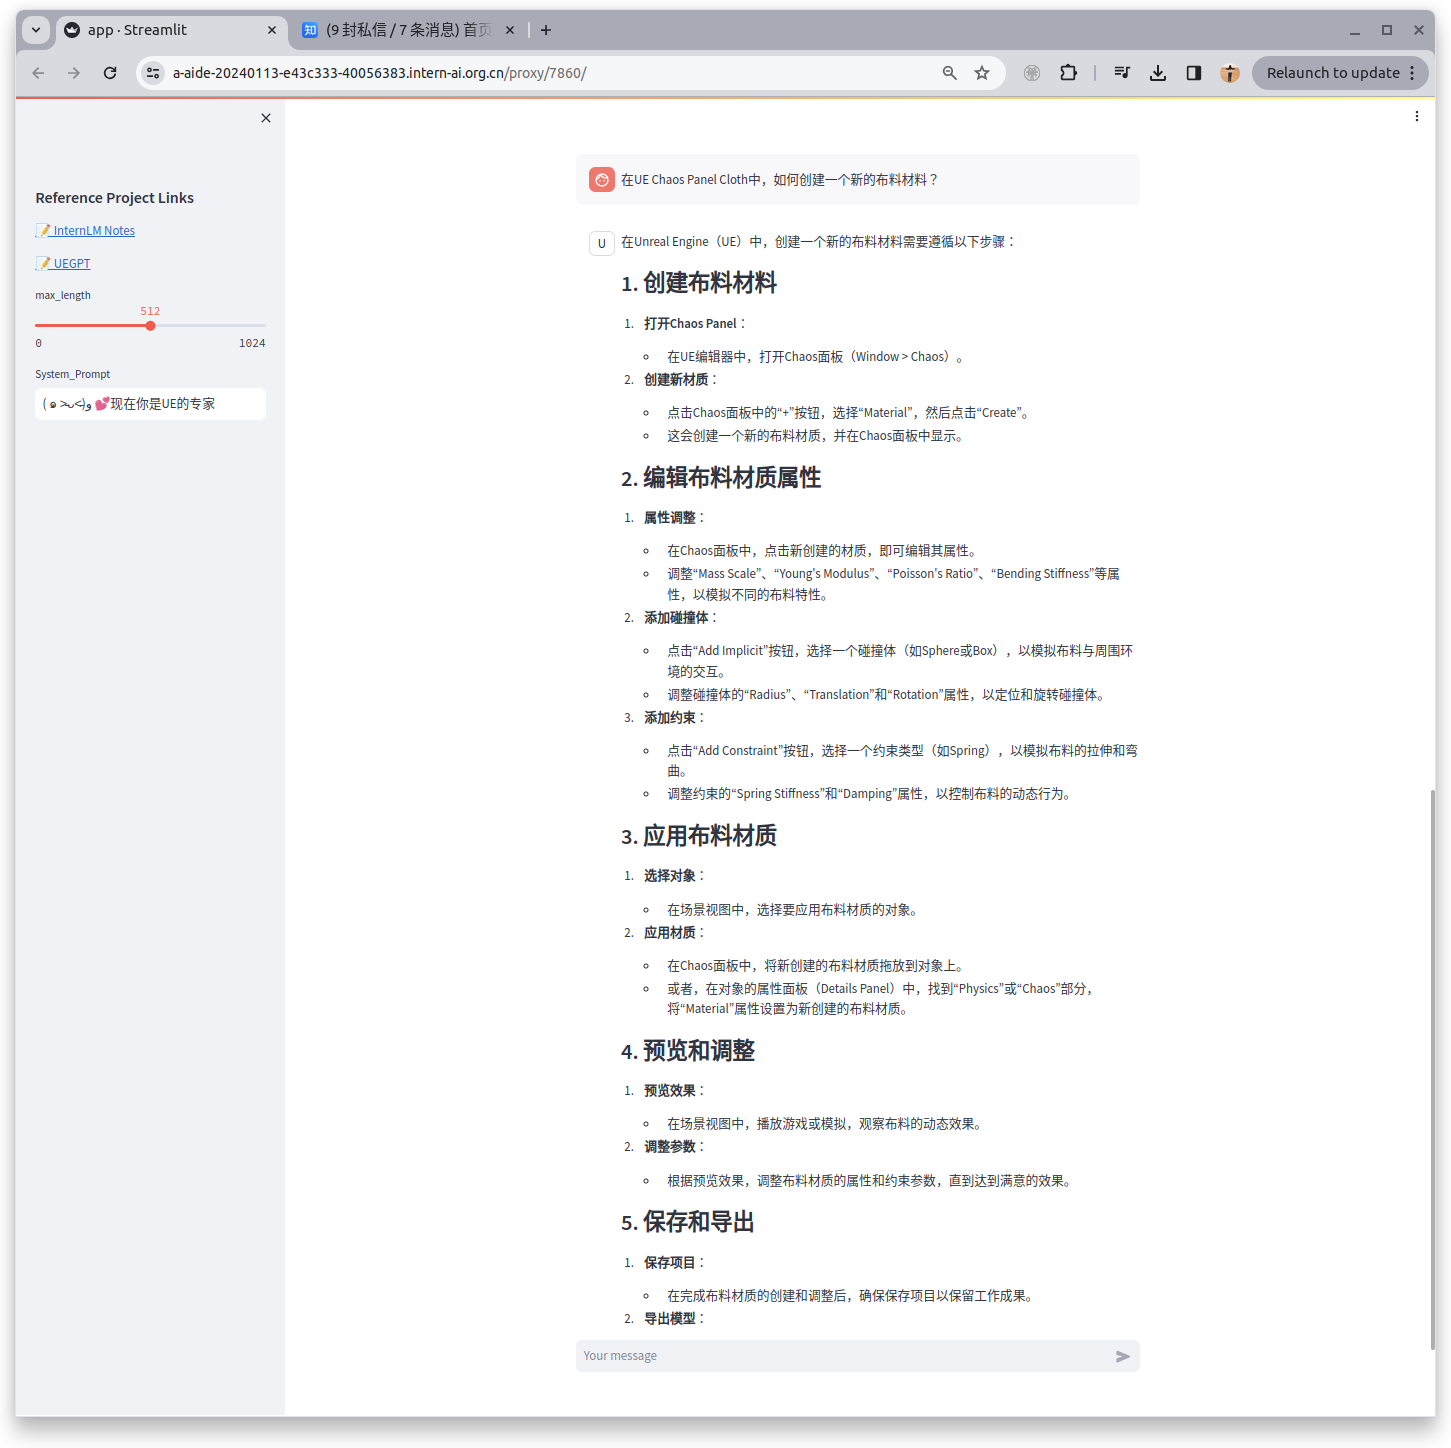 app · Streamlit
(9 封私信 / 7 条消息) 首页
a-aide-20240113-e43c333-40056383.intern-ai.org.cn/proxy/7860/
Relaunch to update
Reference Project Links
📝 InternLM Notes
📝 UEGPT
max_length
512
0
1024
System_Prompt
现在你是UE的专家
在UE Chaos Panel Cloth中，如何创建一个新的布料材料？
U
在Unreal Engine（UE）中，创建一个新的布料材料需要遵循以下步骤：
1. 创建布料材料
1. 打开Chaos Panel：
在UE编辑器中，打开Chaos面板（Window > Chaos）。
2. 创建新材质：
点击Chaos面板中的“+”按钮，选择“Material”，然后点击“Create”。
这会创建一个新的布料材质，并在Chaos面板中显示。
2. 编辑布料材质属性
1. 属性调整：
在Chaos面板中，点击新创建的材质，即可编辑其属性。
调整“Mass Scale”、“Young's Modulus”、“Poisson's Ratio”、“Bending Stiffness”等属
性，以模拟不同的布料特性。
2. 添加碰撞体：
点击“Add Implicit”按钮，选择一个碰撞体（如Sphere或Box），以模拟布料与周围环
境的交互。
调整碰撞体的“Radius”、“Translation”和“Rotation”属性，以定位和旋转碰撞体。
3. 添加约束：
点击“Add Constraint”按钮，选择一个约束类型（如Spring），以模拟布料的拉伸和弯
曲。
调整约束的“Spring Stiffness”和“Damping”属性，以控制布料的动态行为。
3. 应用布料材质
1. 选择对象：
在场景视图中，选择要应用布料材质的对象。
2. 应用材质：
在Chaos面板中，将新创建的布料材质拖放到对象上。
或者，在对象的属性面板（Details Panel）中，找到“Physics”或“Chaos”部分，
将“Material”属性设置为新创建的布料材质。
4. 预览和调整
1. 预览效果：
在场景视图中，播放游戏或模拟，观察布料的动态效果。
2. 调整参数：
根据预览效果，调整布料材质的属性和约束参数，直到达到满意的效果。
5. 保存和导出
1. 保存项目：
在完成布料材质的创建和调整后，确保保存项目以保留工作成果。
2. 导出模型：
Your message